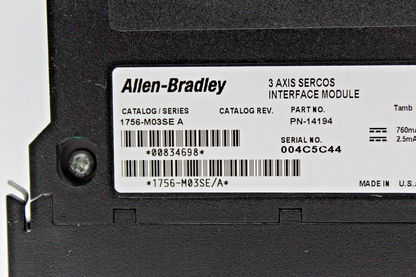 Allen-Bradley
3 AXIS SERCOS
INTERFACE MODULE
CATALOG / SERIES
CATALOG REV.
PART NO.
Tamb
1756-M03SE A
PN-14194
760mA
2.5mA
SERIAL NO.
004C5C44
*00834698*
*1756-M03SE/A*
MADE IN U.S.